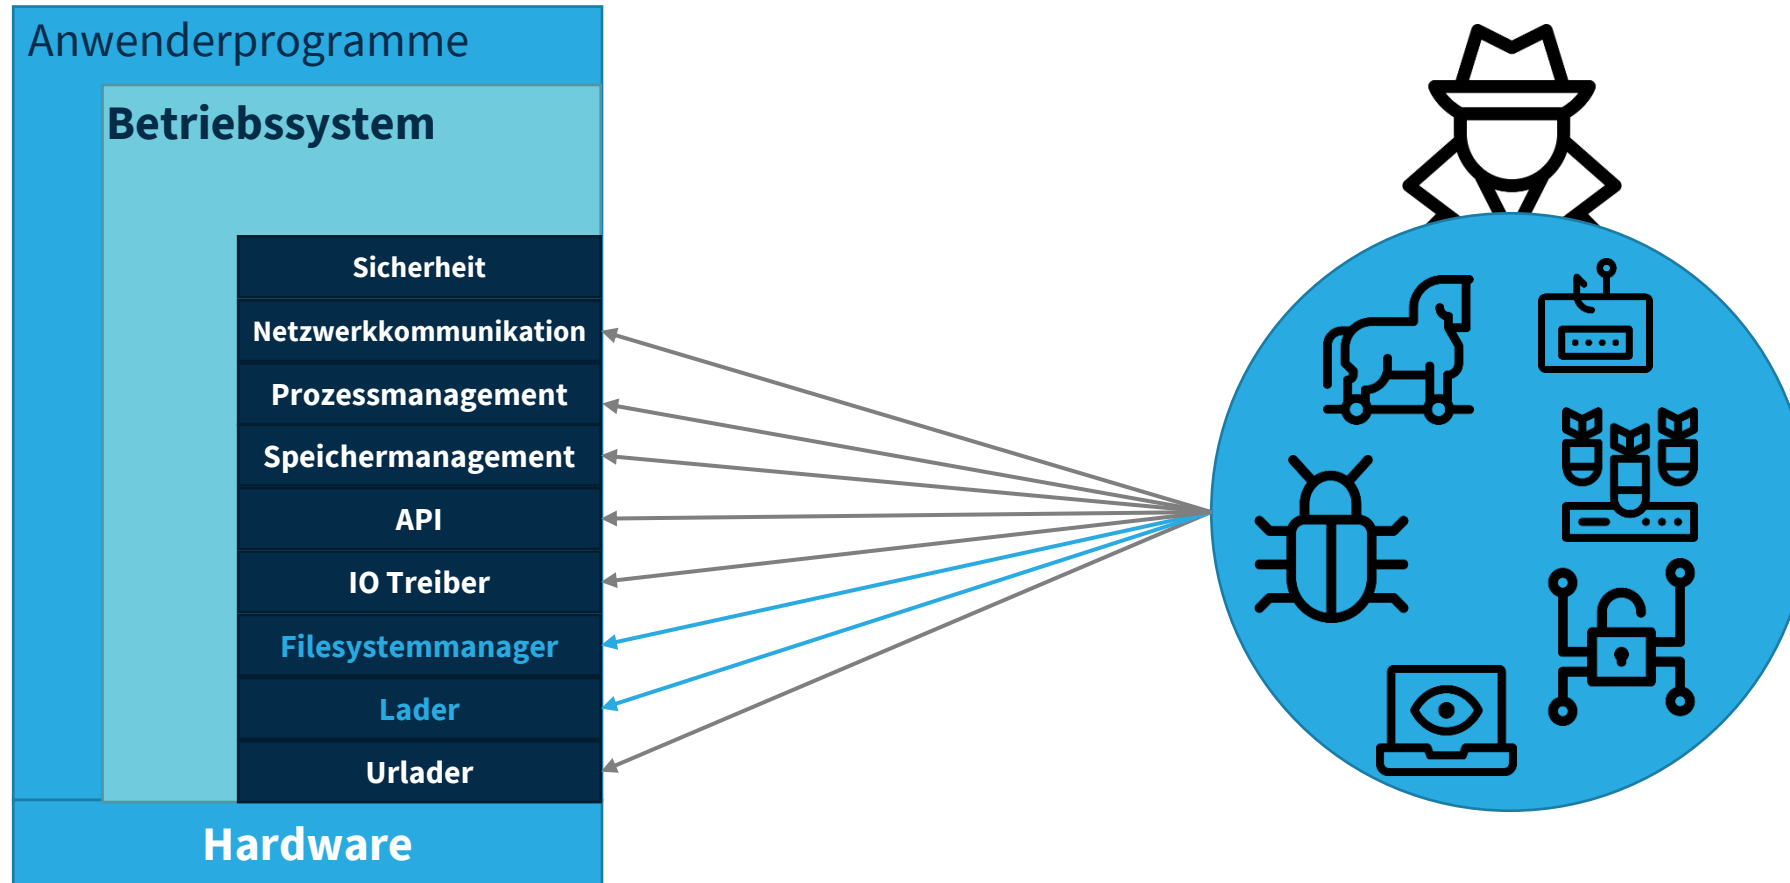 Anwenderprogramme
Betriebssystem
Sicherheit
Netzwerkkommunikation
Prozessmanagement
Speichermanagement
API
IO Treiber
Filesystemmanager
Lader
Urlader
Hardware